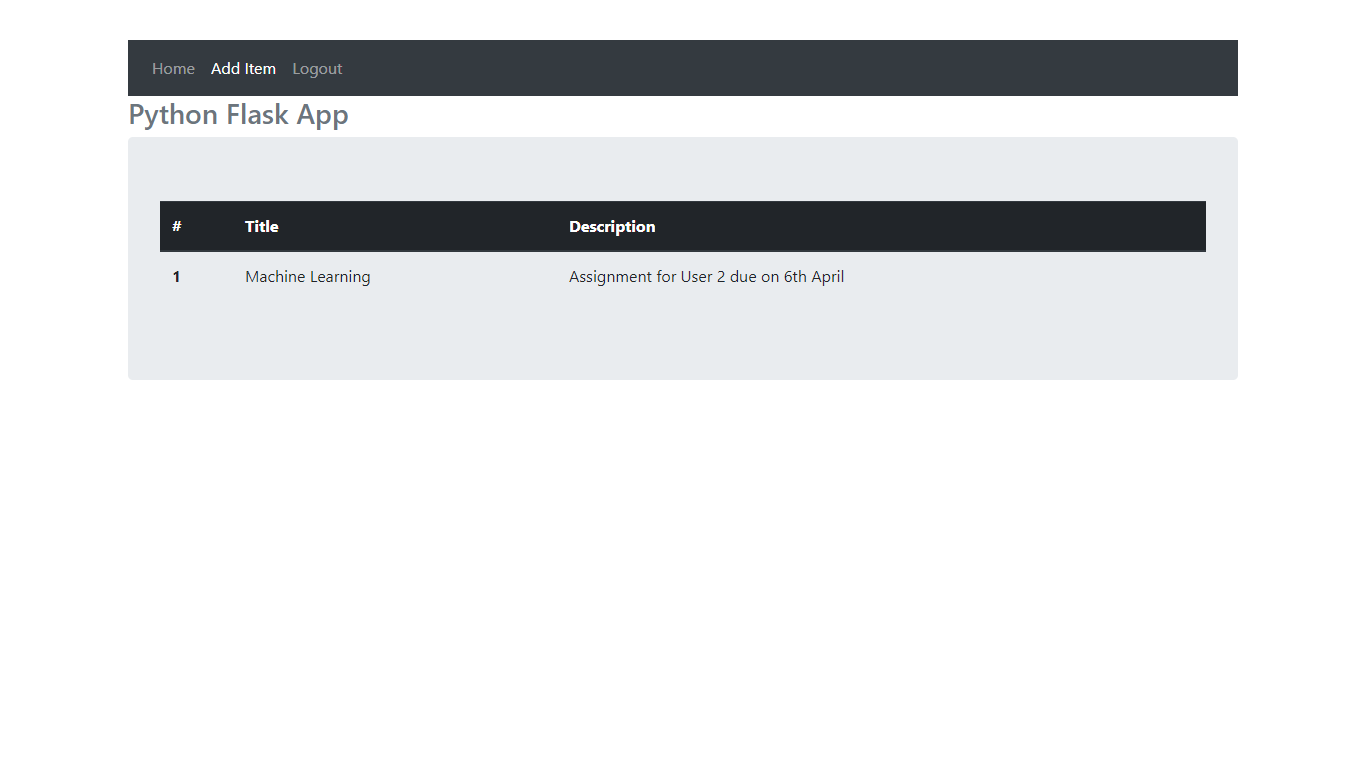 Home Add Item Logout
Python Flask App
# Title Description
1 Machine Learning Assignment for User 2 due on 6th April